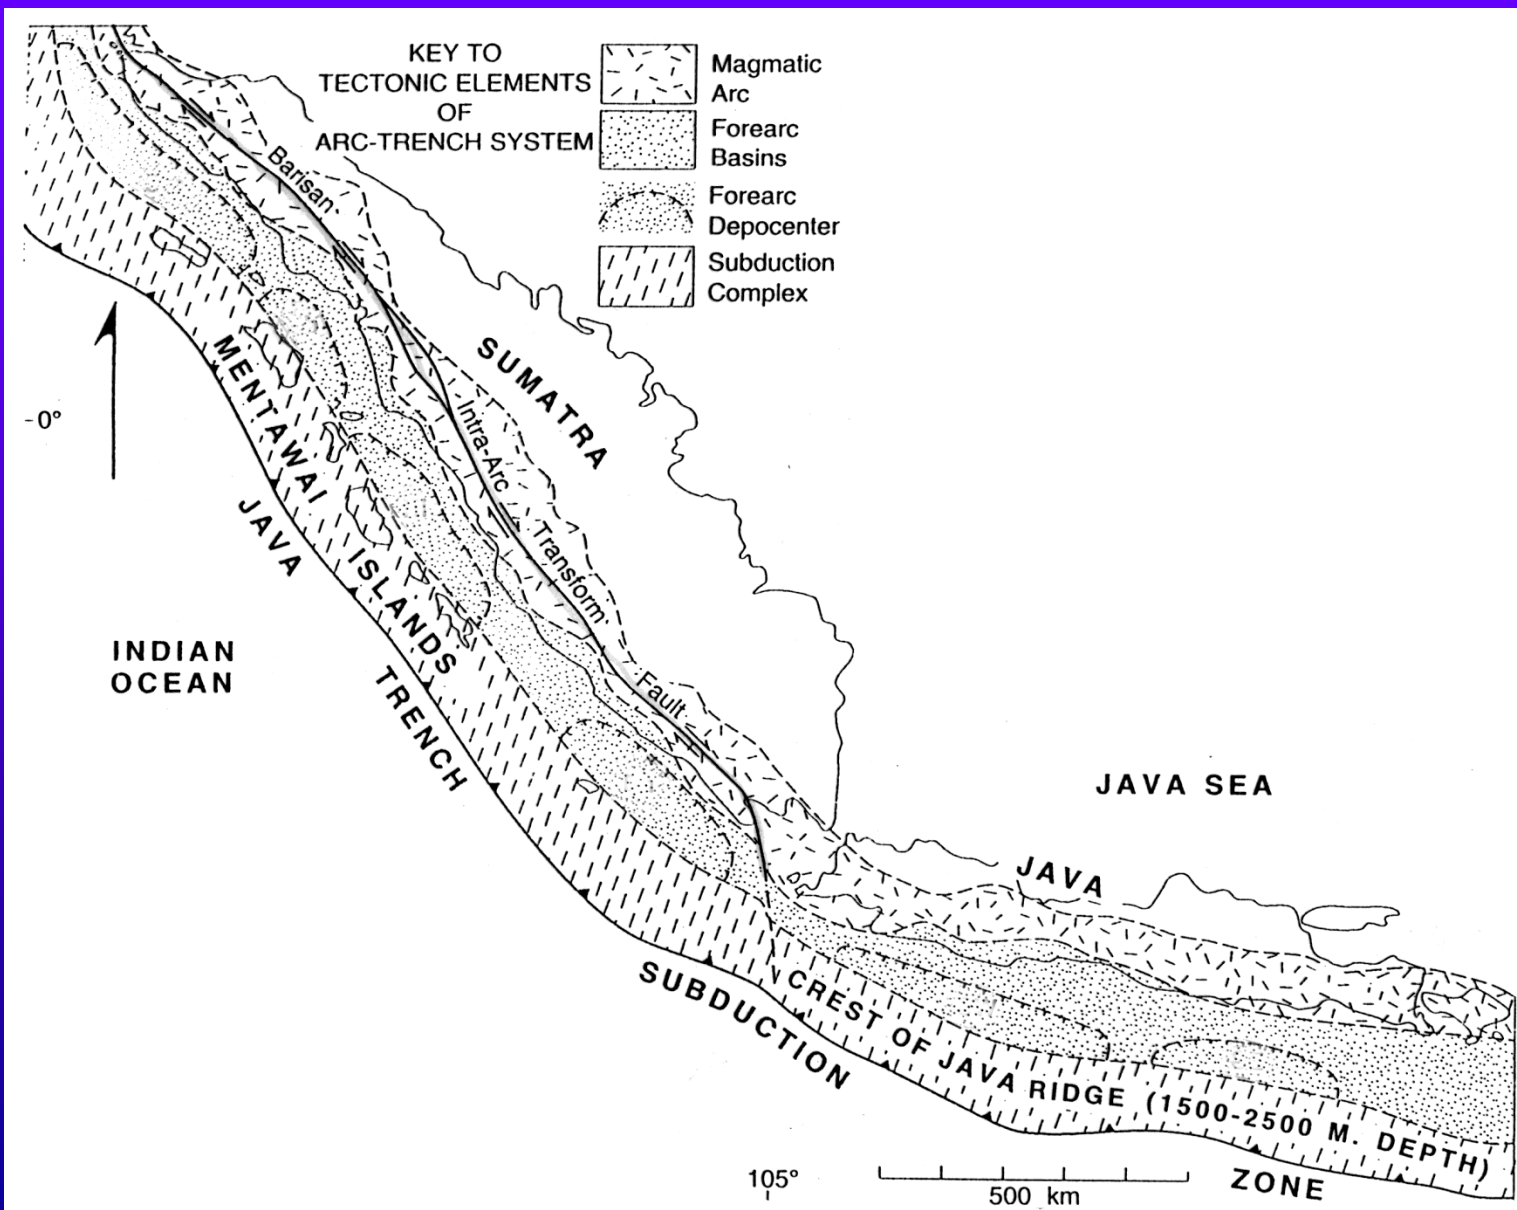 KEY TO
TECTONIC ELEMENTS
OF
ARC-TRENCH SYSTEM
Magmatic
Arc
Forearc
Basins
Forearc
Depocenter
Subduction
Complex
Barisan
Intra-Arc
Transform
Fault
SUMATRA
-0°
MENTAWAI
ISLANDS
JAVA
TRENCH
INDIAN
OCEAN
JAVA SEA
JAVA
SUBDUCTION
ZONE
CREST OF JAVA RIDGE (1500-2500 M. DEPTH)
105°
500 km